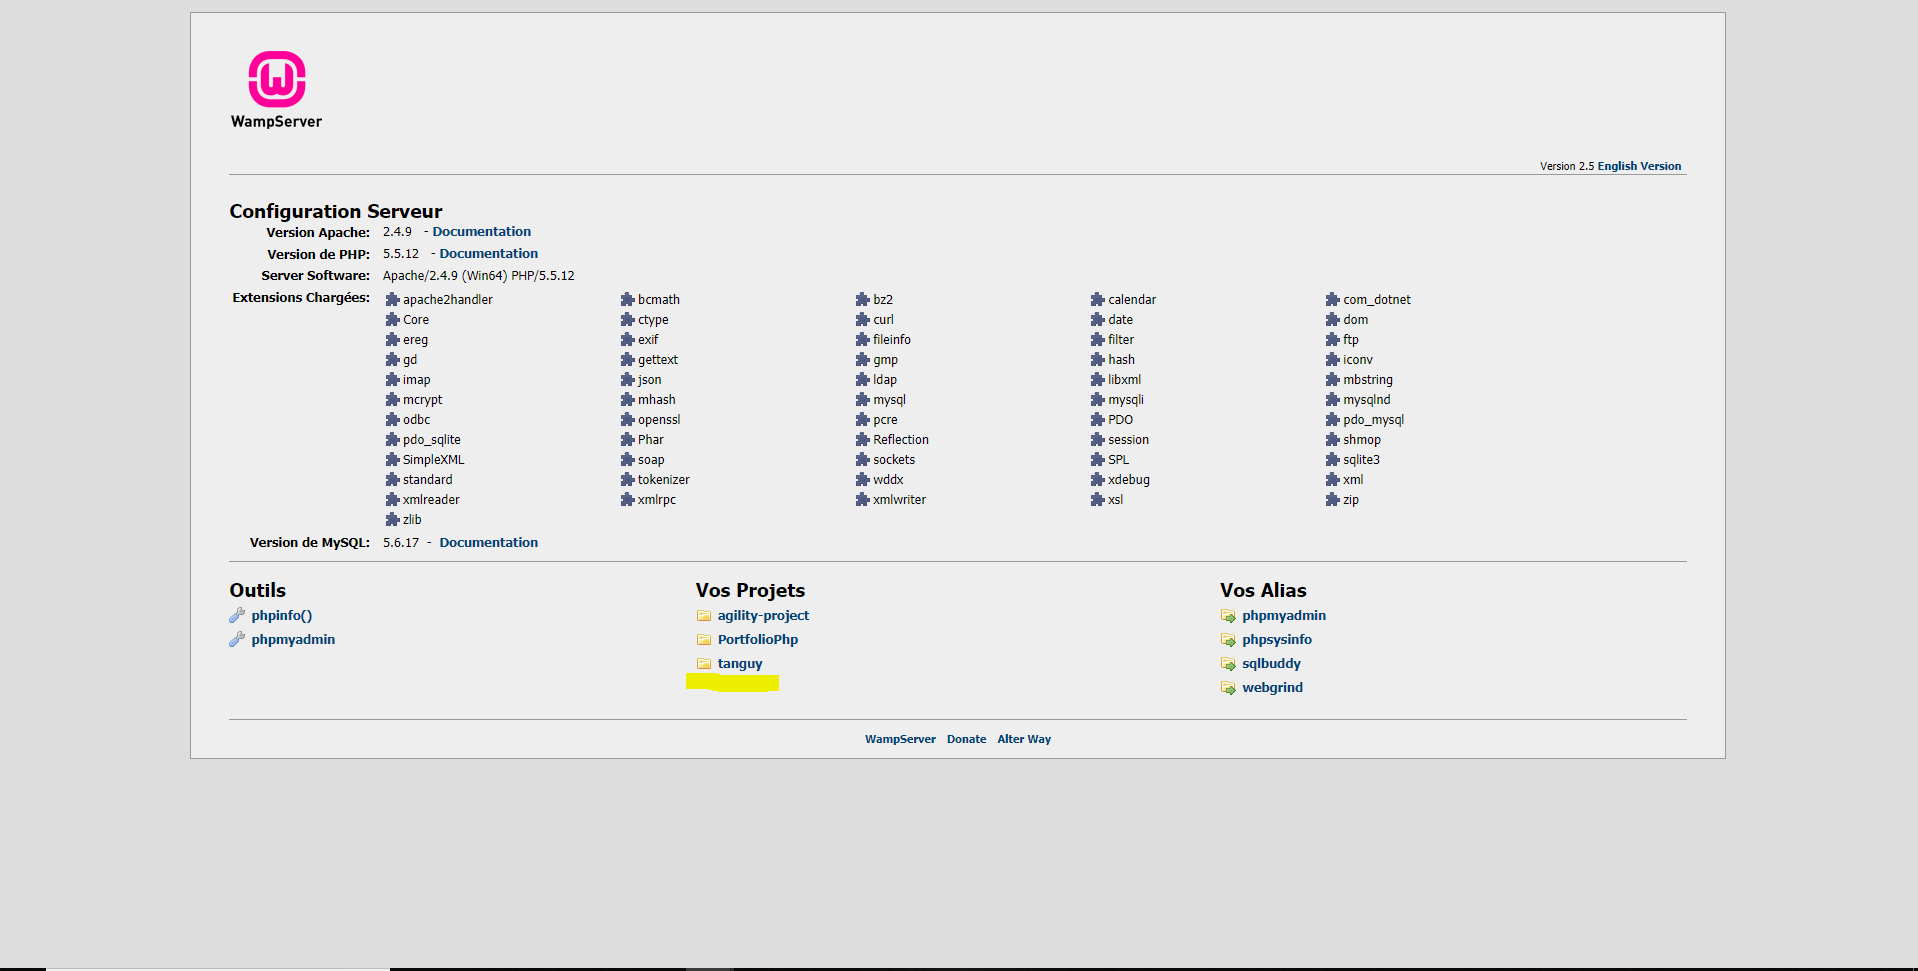 W
WampServer
Version 2.5 English Version
Configuration Serveur
Version Apache: 2.4.9 - Documentation
Version de PHP: 5.5.12 - Documentation
Server Software: Apache/2.4.9 (Win64) PHP/5.5.12
Extensions Chargées: apache2handler bcmath bz2 calendar com_dotnet
Core ctype curl date dom
ereg exif fileinfo filter ftp
gd gettext gmp hash iconv
imap json ldap libxml mbstring
mcrypt mhash mysql mysqli mysqlnd
odbc openssl pcre PDO pdo_mysql
pdo_sqlite Phar Reflection session shmop
SimpleXML soap sockets SPL sqlite3
standard tokenizer wddx xdebug xml
xmlreader xmlrpc xmlwriter xsl zip
zlib
Version de MySQL: 5.6.17 - Documentation
Outils
phpinfo()
phpmyadmin
Vos Projets
agility-project
PortfolioPhp
tanguy
Vos Alias
phpmyadmin
phpsysinfo
sqlbuddy
webgrind
WampServer Donate Alter Way